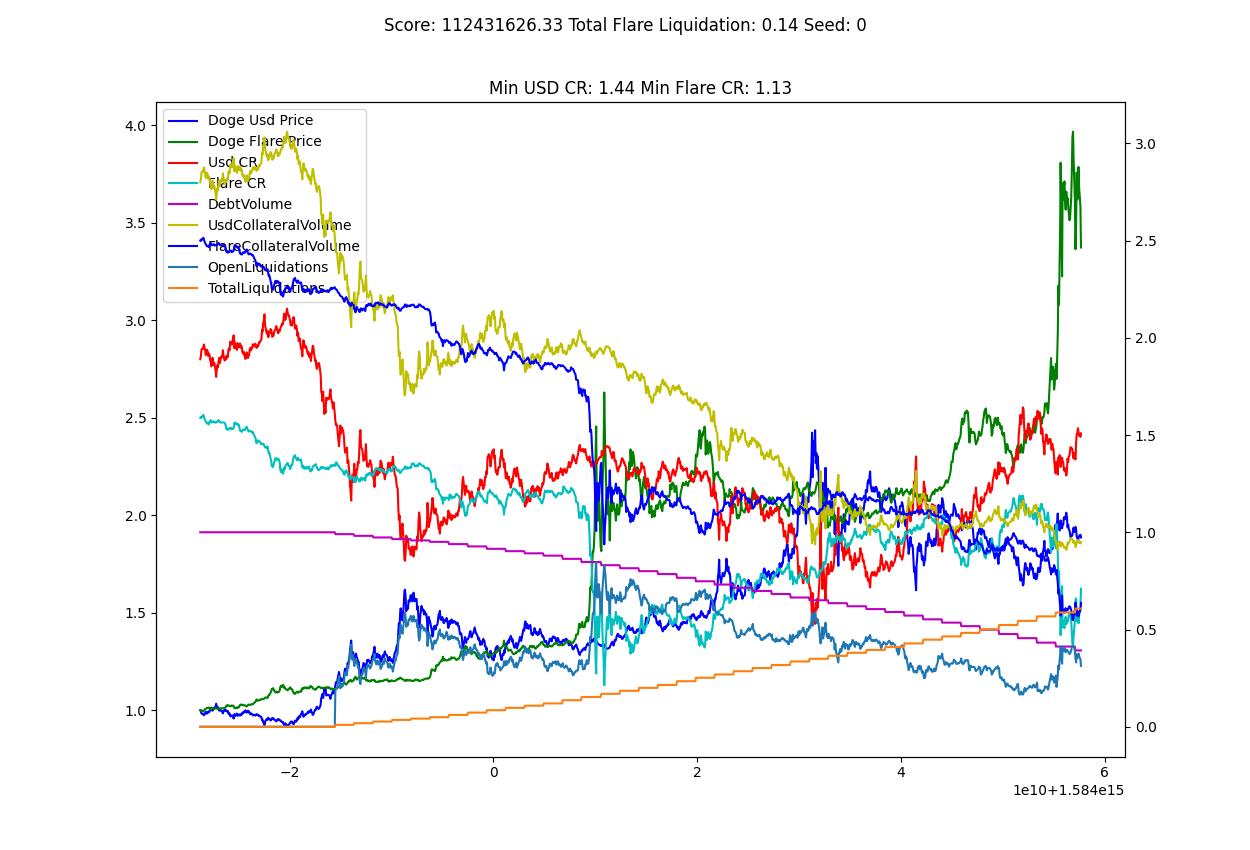 Score: 112431626.33 Total Flare Liquidation: 0.14 Seed: 0
Min USD CR: 1.44 Min Flare CR: 1.13
Doge Usd Price
Doge Flare Price
Usd CR
Flare CR
DebtVolume
UsdCollateralVolume
FlareCollateralVolume
OpenLiquidations
TotalLiquidations
4.0
3.5
3.0
2.5
2.0
1.5
1.0
3.0
2.5
2.0
1.5
1.0
0.5
0.0
−2 0 2 4 6
1e10+1.584e15